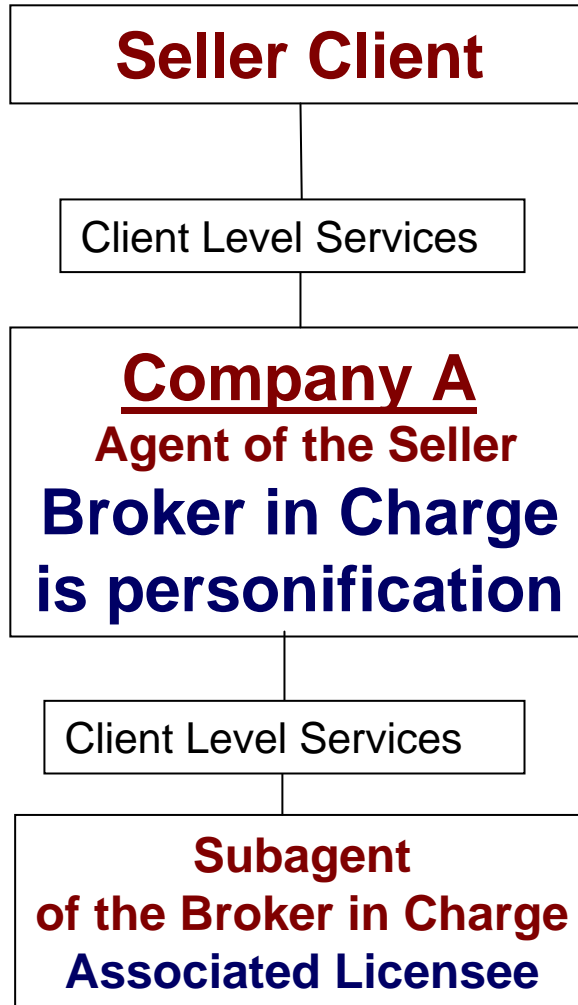 Seller Client
Client Level Services
Company A
Agent of the Seller
Broker in Charge
is personification
Client Level Services
Subagent
of the Broker in Charge
Associated Licensee